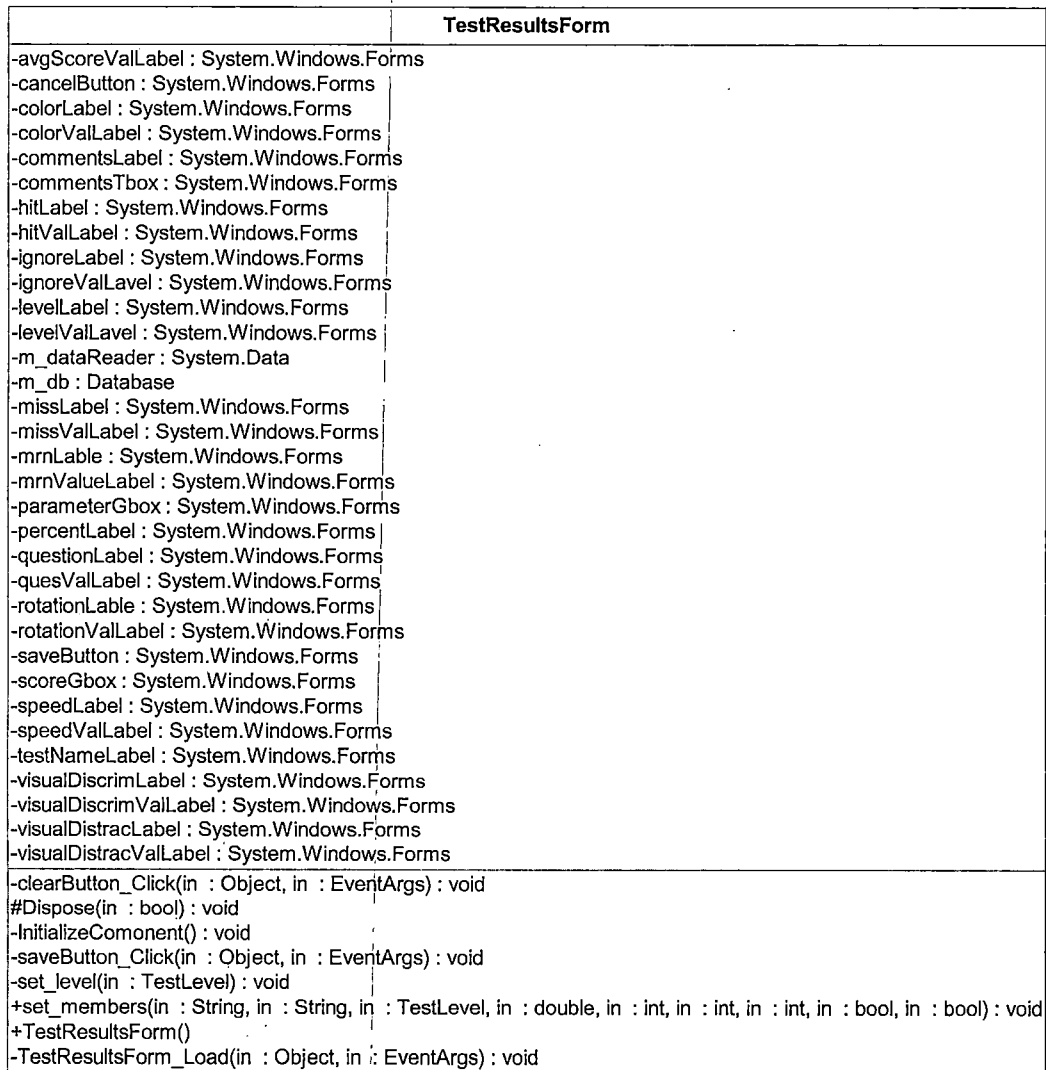 TestResultsForm
-avgScoreValLabel : System.Windows.Forms
-cancelButton : System.Windows.Forms
-colorLabel : System.Windows.Forms
-colorValLabel : System.Windows.Forms
-commentsLabel : System.Windows.Forms
-commentsTbox : System.Windows.Forms
-hitLabel : System.Windows.Forms
-hitValLabel : System.Windows.Forms
-ignoreLabel : System.Windows.Forms
-ignoreValLavel : System.Windows.Forms
-levelLabel : System.Windows.Forms
-levelValLavel : System.Windows.Forms
-m_dataReader : System.Data
-m_db : Database
-missLabel : System.Windows.Forms
-missValLabel : System.Windows.Forms
-mrnLable : System.Windows.Forms
-mrnValueLabel : System.Windows.Forms
-parameterGbox : System.Windows.Forms
-percentLabel : System.Windows.Forms
-questionLabel : System.Windows.Forms
-quesValLabel : System.Windows.Forms
-rotationLable : System.Windows.Forms
-rotationValLabel : System.Windows.Forms
-saveButton : System.Windows.Forms
-scoreGbox : System.Windows.Forms
-speedLabel : System.Windows.Forms
-speedValLabel : System.Windows.Forms
-testNameLabel : System.Windows.Forms
-visualDiscrimLabel : System.Windows.Forms
-visualDiscrimValLabel : System.Windows.Forms
-visualDistracLabel : System.Windows.Forms
-visualDistracValLabel : System.Windows.Forms
-clearButton_Click(in : Object, in : EventArgs) : void
#Dispose(in : bool) : void
-InitializeComonent() : void
-saveButton_Click(in : Object, in : EventArgs) : void
-set_level(in : TestLevel) : void
+set_members(in : String, in : String, in : TestLevel, in : double, in : int, in : int, in : int, in : bool, in : bool) : void
+TestResultsForm()
-TestResultsForm_Load(in : Object, in : EventArgs) : void